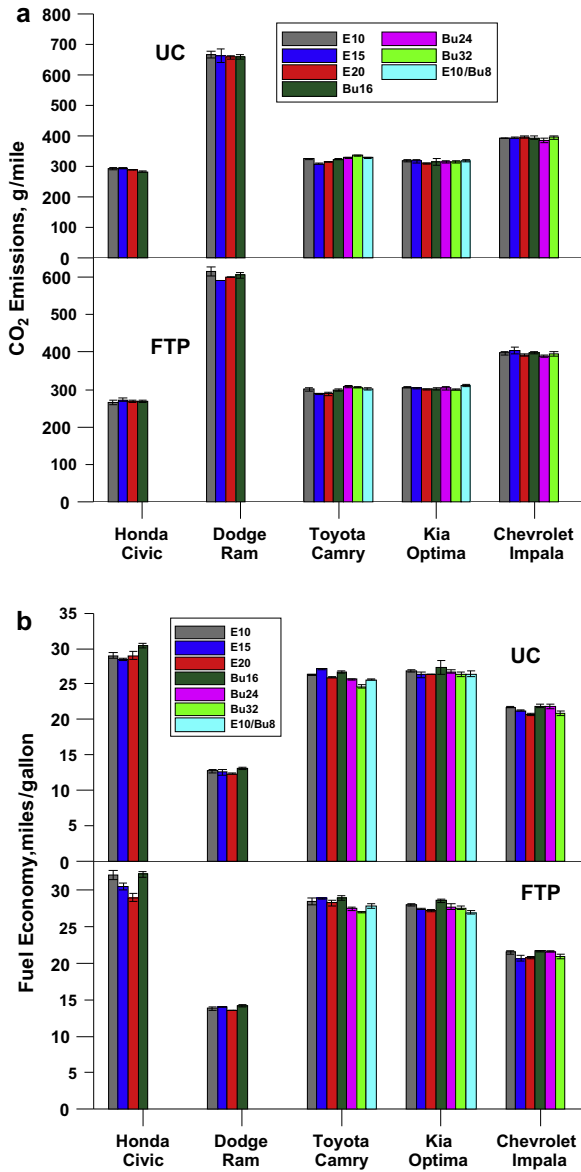 a
UC
E10
E15
E20
Bu16
Bu24
Bu32
E10/Bu8
CO₂ Emissions, g/mile
800
700
600
500
400
300
200
100
0
FTP
600
500
400
300
200
100
0
Honda Civic
Dodge Ram
Toyota Camry
Kia Optima
Chevrolet Impala
b
UC
E10
E15
E20
Bu16
Bu24
Bu32
E10/Bu8
Fuel Economy,miles/gallon
35
30
25
20
15
10
5
0
FTP
30
25
20
15
10
5
0
Honda Civic
Dodge Ram
Toyota Camry
Kia Optima
Chevrolet Impala